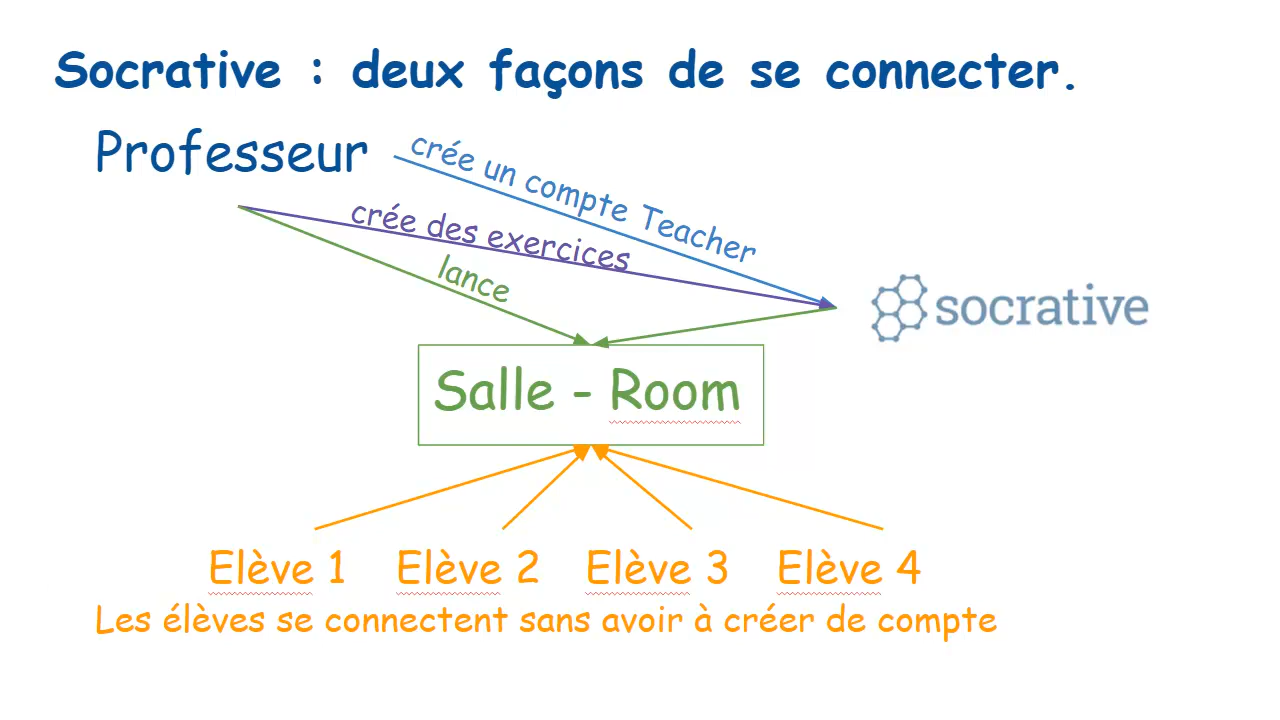 Socrative : deux façons de se connecter.
Professeur
crée un compte Teacher
crée des exercices
lance
socrative
Salle - Room
Elève 1 Elève 2 Elève 3 Elève 4
Les élèves se connectent sans avoir à créer de compte